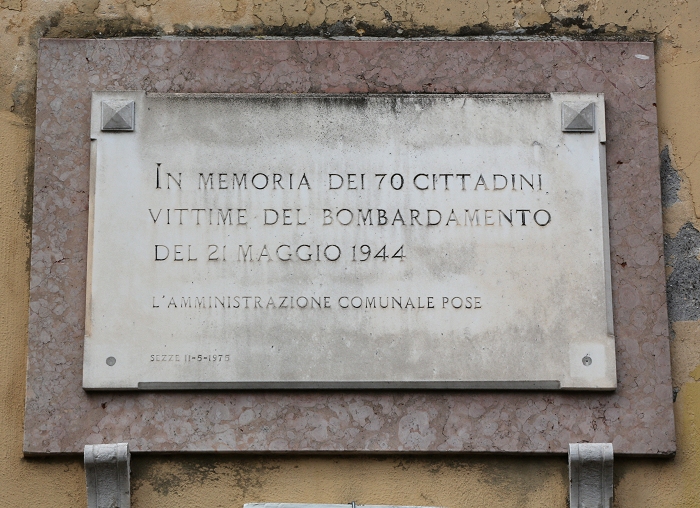 IN MEMORIA DEI 70 CITTADINI
VITTIME DEL BOMBARDAMENTO
DEL 21 MAGGIO 1944
L'AMMINISTRAZIONE COMUNALE POSE
SEZZE 11-5-1975